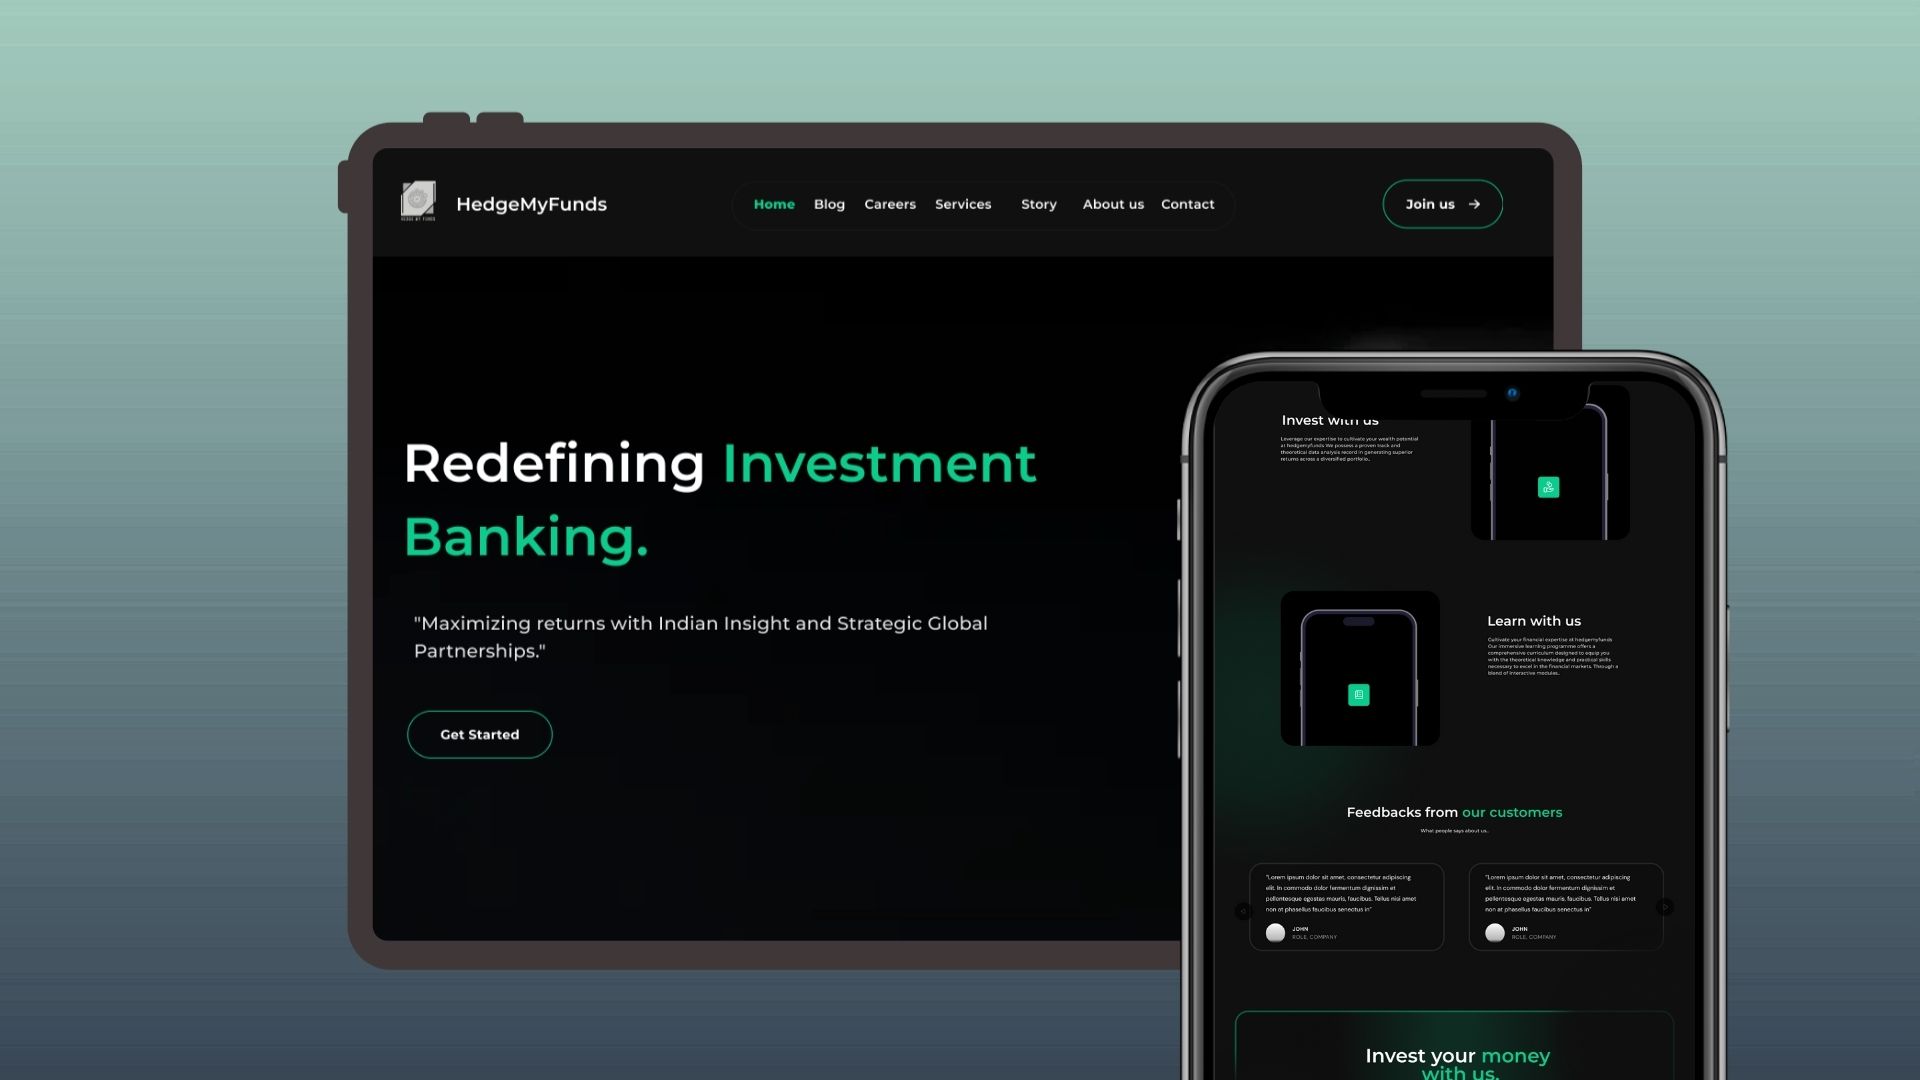 HEDGE MY FUNDS
HedgeMyFunds
Home Blog Careers Services Story About us Contact
Join us
Redefining Investment
Banking.
"Maximizing returns with Indian Insight and Strategic Global
Partnerships."
Get Started
Invest with us
Leverage our expertise to cultivate your wealth potential
at hedgemyfunds We possess a proven track and
theoretical data analysis record in generating superior
returns across a diversified portfolio..
Learn with us
Cultivate your financial expertise at hedgemyfunds
Our immersive learning programme offers a
comprehensive curriculum designed to equip you
with the theoretical knowledge and practical skills
necessary to excel in the financial markets. Through a
blend of interactive modules..
Feedbacks from our customers
What people says about us..
"Lorem ipsum dolor sit amet, consectetur adipiscing
elit. In commodo dolor fermentum dignissim et
pellentesque egestas mauris, faucibus. Tellus nisi amet
non at phasellus faucibus senectus in"
JOHN
ROLE, COMPANY
"Lorem ipsum dolor sit amet, consectetur adipiscing
elit. In commodo dolor fermentum dignissim et
pellentesque egestas mauris, faucibus. Tellus nisi amet
non at phasellus faucibus senectus in"
JOHN
ROLE, COMPANY
Invest your money
with us.